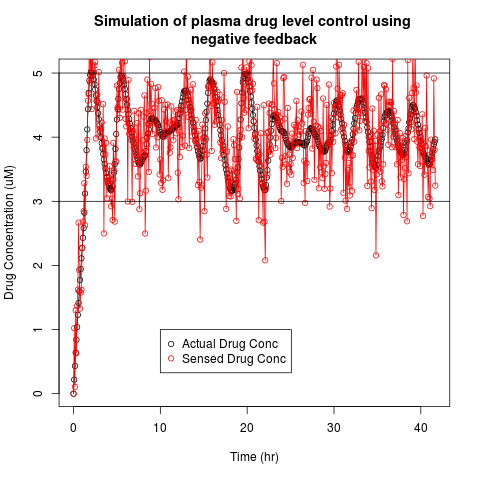 Simulation of plasma drug level control using
negative feedback
Drug Concentration (uM)
5
4
3
2
1
0
Actual Drug Conc
Sensed Drug Conc
0 10 20 30 40
Time (hr)